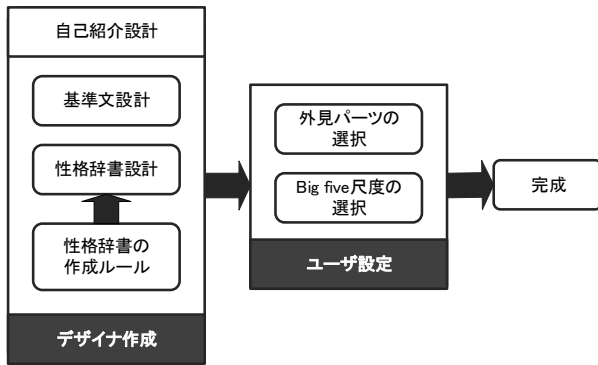 自己紹介設計
基準文設計
性格辞書設計
性格辞書の
作成ルール
デザイナ作成
外見パーツの
選択
Big five尺度の
選択
ユーザ設定
完成